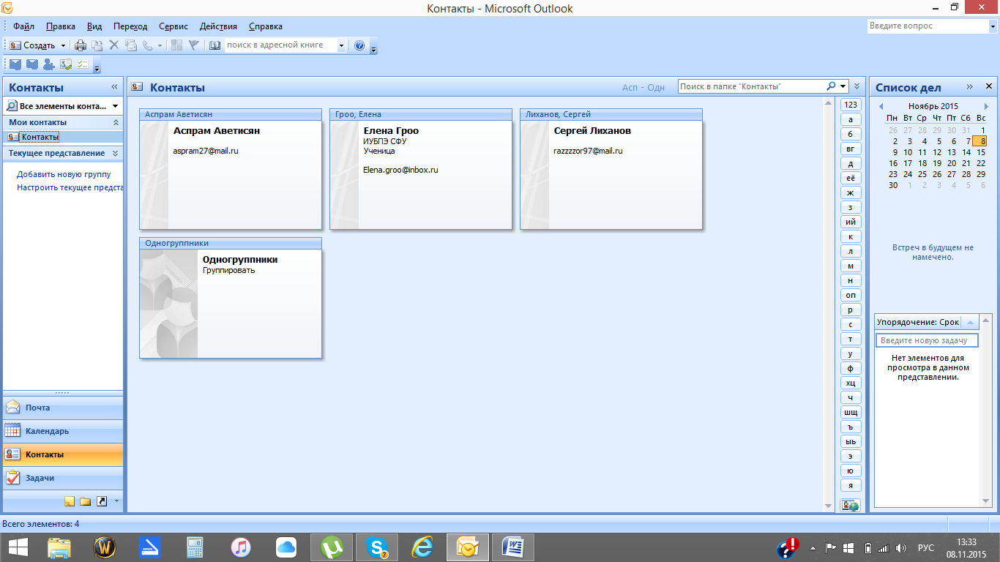 Контакты - Microsoft Outlook
Файл Правка Вид Переход Сервис Действия Справка
Введите вопрос
Создать
поиск в адресной книге
Контакты «
Все элементы конта...
Мои контакты
Контакты
Текущее представление
Добавить новую группу
Настроить текущее предста
Почта
Календарь
Контакты
Задачи
Контакты
Асп - Одн
Поиск в папке "Контакты"
Аспрам Аветисян
Аспрам Аветисян
aspram27@mail.ru
Гроо, Елена
Елена Гроо
ИУБПЭ СФУ
Ученица
Elena.groo@inbox.ru
Лиханов, Сергей
Сергей Лиханов
razzzzor97@mail.ru
Одногруппники
Одногруппники
Группировать
123
а
б
вг
д
её
ж
з
ий
к
л
м
н
оп
р
с
т
у
ф
хц
ч
шщ
ъ
ыь
э
ю
я
Список дел »
Ноябрь 2015
Пн Вт Ср Чт Пт Сб Вс
26 27 28 29 30 31 1
2 3 4 5 6 7 8
9 10 11 12 13 14 15
16 17 18 19 20 21 22
23 24 25 26 27 28 29
30 1 2 3 4 5 6
Встреч в будущем не
намечено.
Упорядочение: Срок
Введите новую задачу
Нет элементов для
просмотра в данном
представлении.
Всего элементов: 4
7
РУС
13:33
08.11.2015